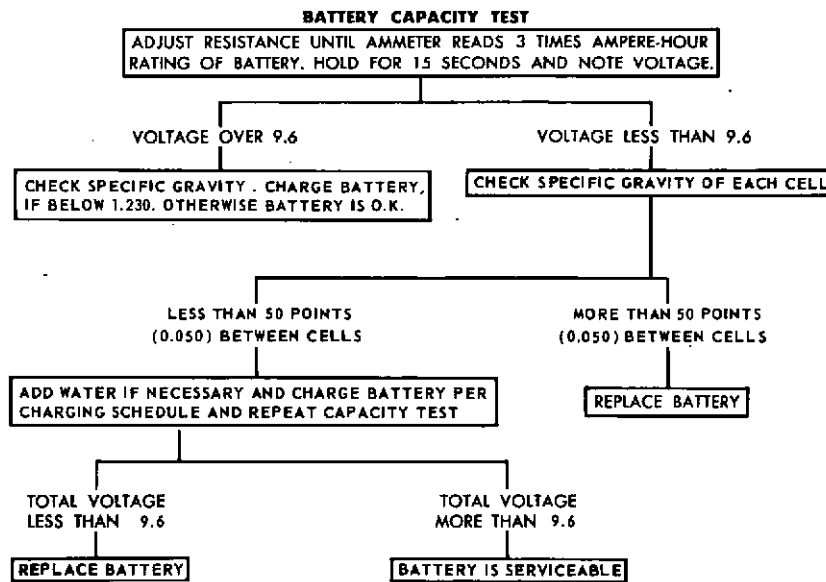 BATTERY CAPACITY TEST
ADJUST RESISTANCE UNTIL AMMETER READS 3 TIMES AMPERE-HOUR
RATING OF BATTERY. HOLD FOR 15 SECONDS AND NOTE VOLTAGE.
VOLTAGE OVER 9.6
VOLTAGE LESS THAN 9.6
CHECK SPECIFIC GRAVITY . CHARGE BATTERY,
IF BELOW 1.230. OTHERWISE BATTERY IS O.K.
CHECK SPECIFIC GRAVITY OF EACH CELL
LESS THAN 50 POINTS
(0.050) BETWEEN CELLS
MORE THAN 50 POINTS
(0.050) BETWEEN CELLS
ADD WATER IF NECESSARY AND CHARGE BATTERY PER
CHARGING SCHEDULE AND REPEAT CAPACITY TEST
REPLACE BATTERY
TOTAL VOLTAGE
LESS THAN 9.6
TOTAL VOLTAGE
MORE THAN 9.6
REPLACE BATTERY
BATTERY IS SERVICEABLE